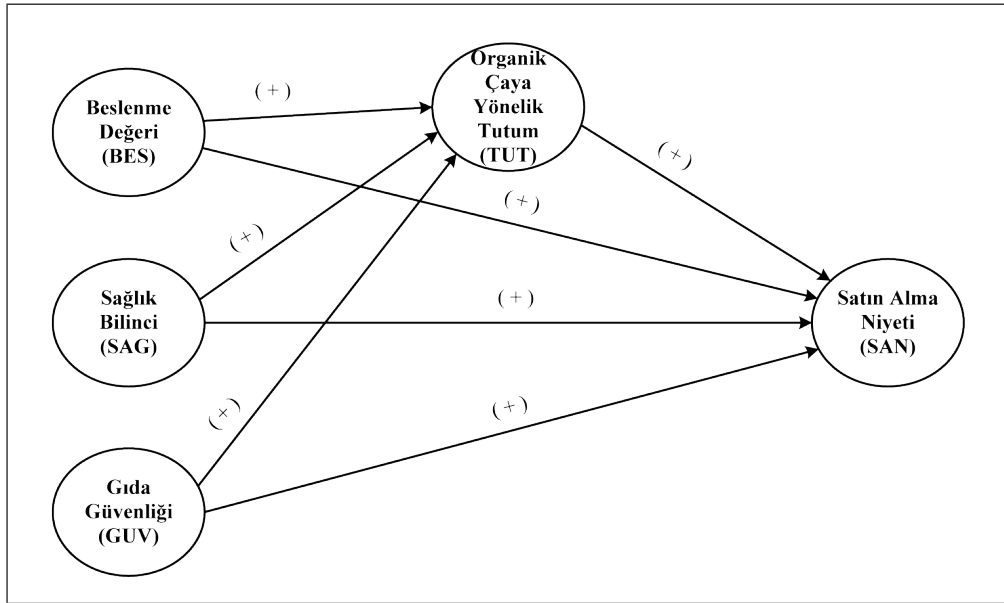 Beslenme
Değeri
(BES)
( + )
Organik
Çaya
Yönelik
Tutum
(TUT)
( + )
( + )
( + )
Sağlık
Bilinci
(SAG)
( + )
Satın Alma
Niyeti
(SAN)
( + )
( + )
Gıda
Güvenliği
(GUV)